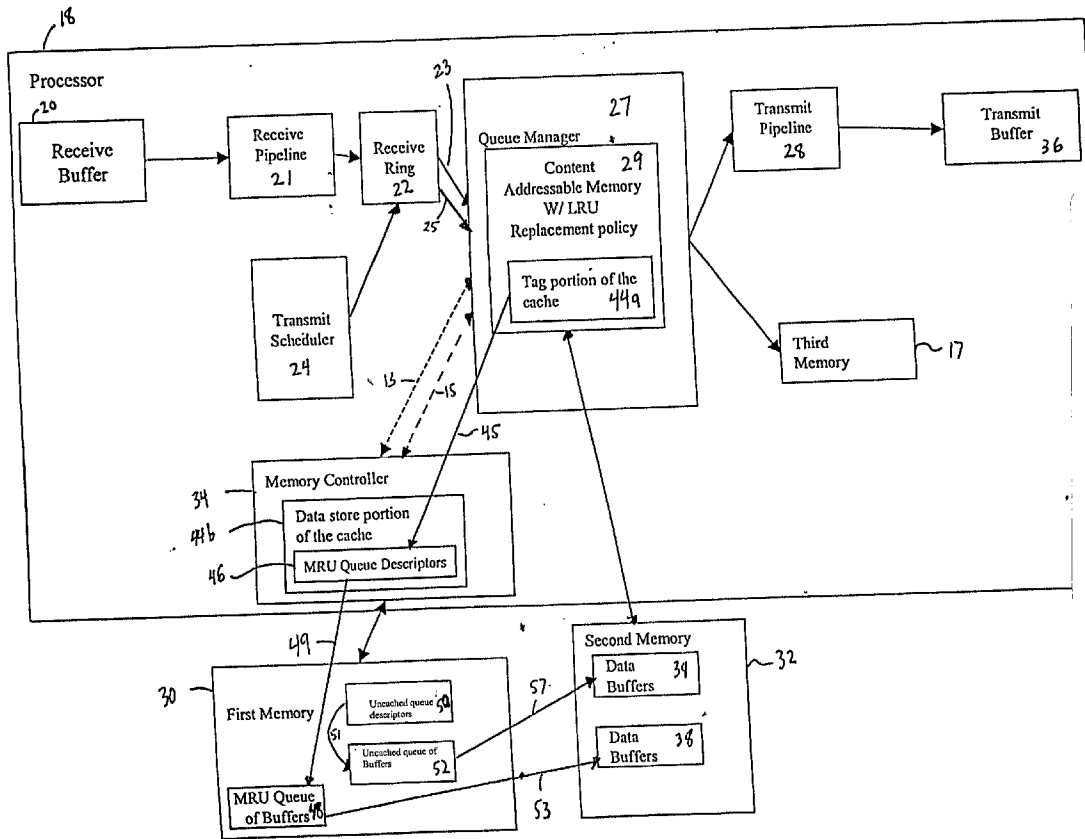 18
Processor
20
Receive
Buffer
Receive
Pipeline
21
Receive
Ring
22
23
25
Transmit
Scheduler
24
27
Queue Manager
Content 29
Addressable Memory
W/ LRU
Replacement policy
Tag portion of the
cache 44a
Transmit
Pipeline
28
Transmit
Buffer
36
Third
Memory
17
13
15
45
34
Memory Controller
44b
Data store portion
of the cache
46
MRU Queue Descriptors
49
30
First Memory
Uncached queue
descriptors 50
51
Uncached queue of
Buffers
52
MRU Queue
of Buffers 48
57
53
Second Memory
32
Data
Buffers 39
Data
Buffers 38